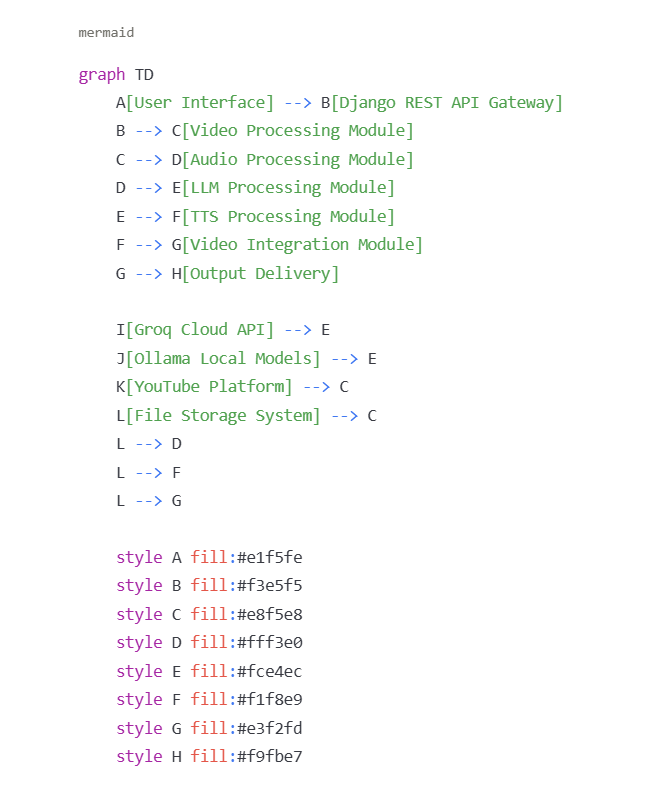 mermaid
graph TD
    A[User Interface] --> B[Django REST API Gateway]
    B --> C[Video Processing Module]
    C --> D[Audio Processing Module]
    D --> E[LLM Processing Module]
    E --> F[TTS Processing Module]
    F --> G[Video Integration Module]
    G --> H[Output Delivery]

    I[Groq Cloud API] --> E
    J[Ollama Local Models] --> E
    K[YouTube Platform] --> C
    L[File Storage System] --> C
    L --> D
    L --> F
    L --> G

    style A fill:#e1f5fe
    style B fill:#f3e5f5
    style C fill:#e8f5e8
    style D fill:#fff3e0
    style E fill:#fce4ec
    style F fill:#f1f8e9
    style G fill:#e3f2fd
    style H fill:#f9fbe7